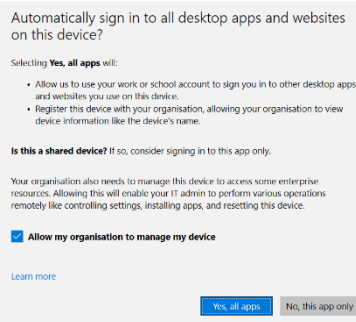 Automatically sign in to all desktop apps and websites
on this device?
Selecting Yes, all apps will:
• Allow us to use your work or school account to sign you in to other desktop apps
and websites you use on this device.
• Register this device with your organisation, allowing your organisation to view
device information like the device's name.
Is this a shared device? If so, consider signing in to this app only.
Your organisation also needs to manage this device to access some enterprise
resources. Allowing this will enable your IT admin to perform various operations
remotely like controlling settings, installing apps, and resetting this device.
Allow my organisation to manage my device
Learn more
Yes, all apps No, this app only